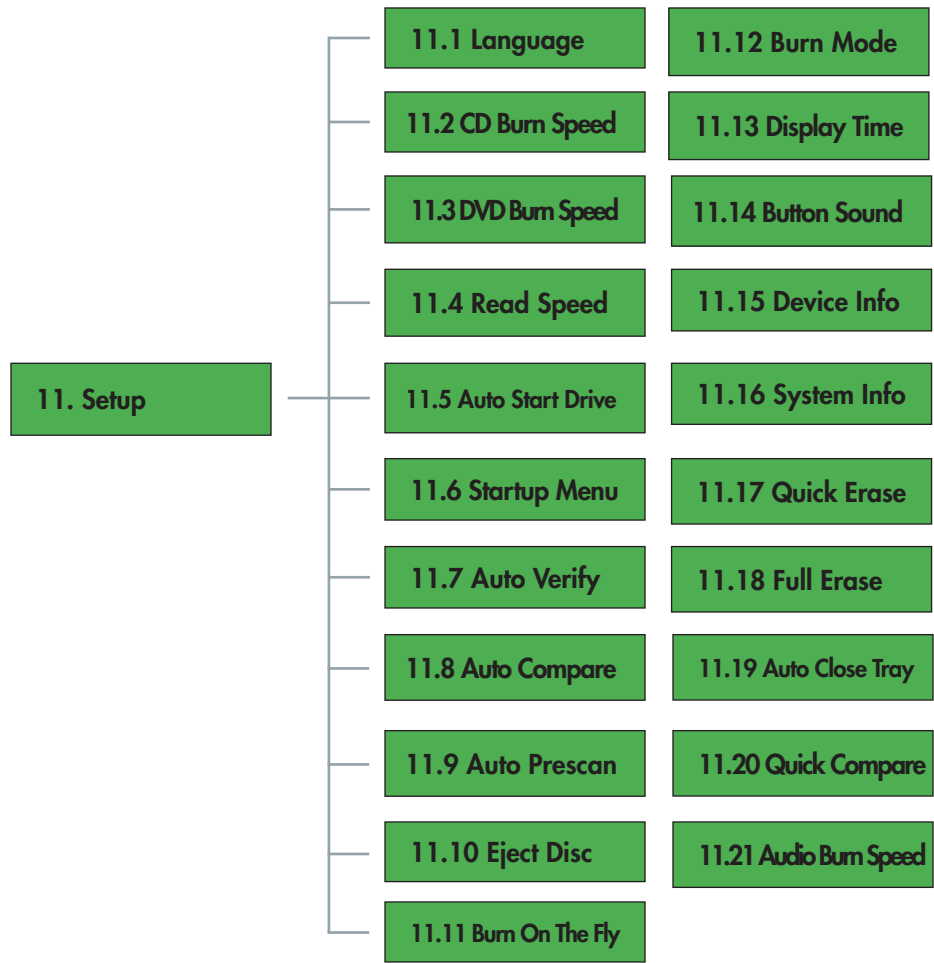 11. Setup
11.1 Language
11.2 CD Burn Speed
11.3 DVD Burn Speed
11.4 Read Speed
11.5 Auto Start Drive
11.6 Startup Menu
11.7 Auto Verify
11.8 Auto Compare
11.9 Auto Prescan
11.10 Eject Disc
11.11 Burn On The Fly
11.12 Burn Mode
11.13 Display Time
11.14 Button Sound
11.15 Device Info
11.16 System Info
11.17 Quick Erase
11.18 Full Erase
11.19 Auto Close Tray
11.20 Quick Compare
11.21 Audio Burn Speed